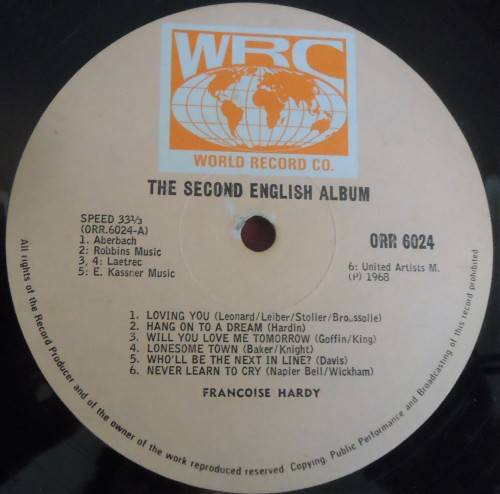 WRC
WORLD RECORD CO.
THE SECOND ENGLISH ALBUM
SPEED 33⅓
(ORR.6024-A)
1. Aberbach
2: Robbins Music
3, 4: Laetrec
5: E. Kassner Music
ORR 6024
6: United Artists M.
(P) 1968
1. LOVING YOU (Leonard/Leiber/Stoller/Brousolle)
2. HANG ON TO A DREAM (Hardin)
3. WILL YOU LOVE ME TOMORROW (Goffin/King)
4. LONESOME TOWN (Baker/Knight)
5. WHO'LL BE THE NEXT IN LINE? (Davis)
6. NEVER LEARN TO CRY (Napier Bell/Wickham)
FRANCOISE HARDY
All rights of the Record Producer and of the owner of the work reproduced reserved. Copying, Public Performance and Broadcasting of this record prohibited